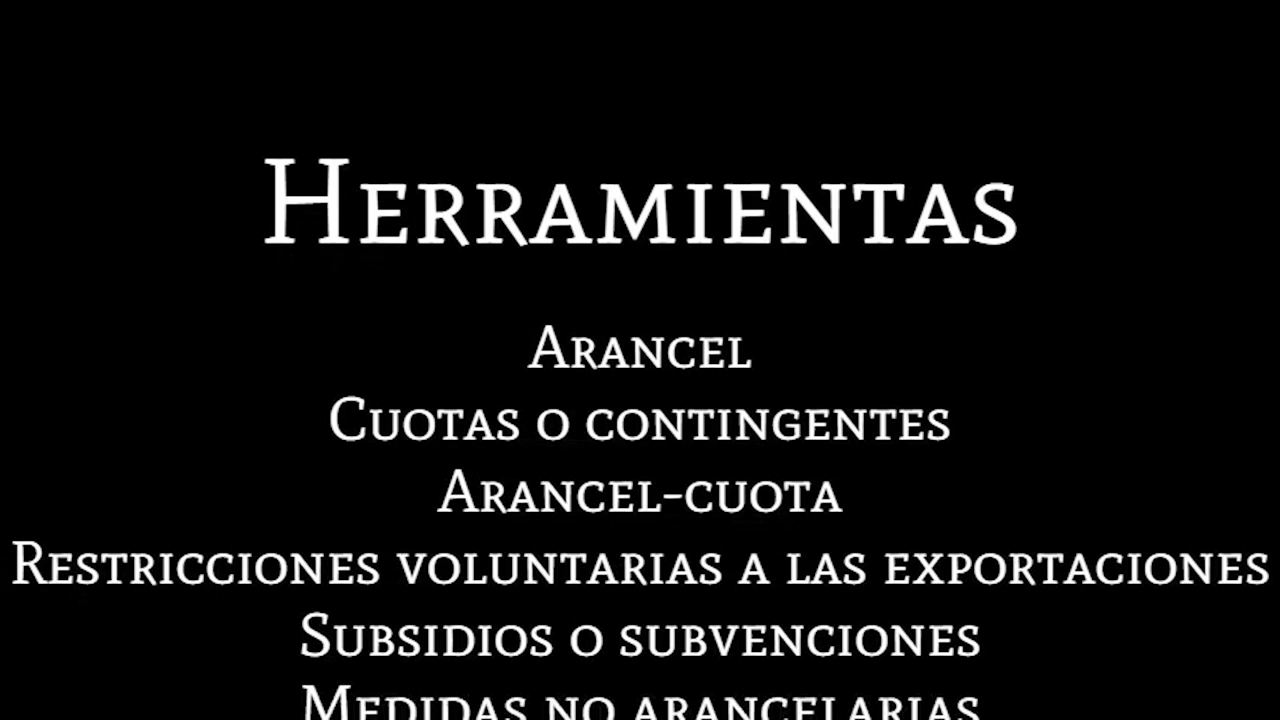 Herramientas
Arancel
Cuotas o contingentes
Arancel-cuota
Restricciones voluntarias a las exportaciones
Subsidios o subvenciones
Medidas no arancelarias